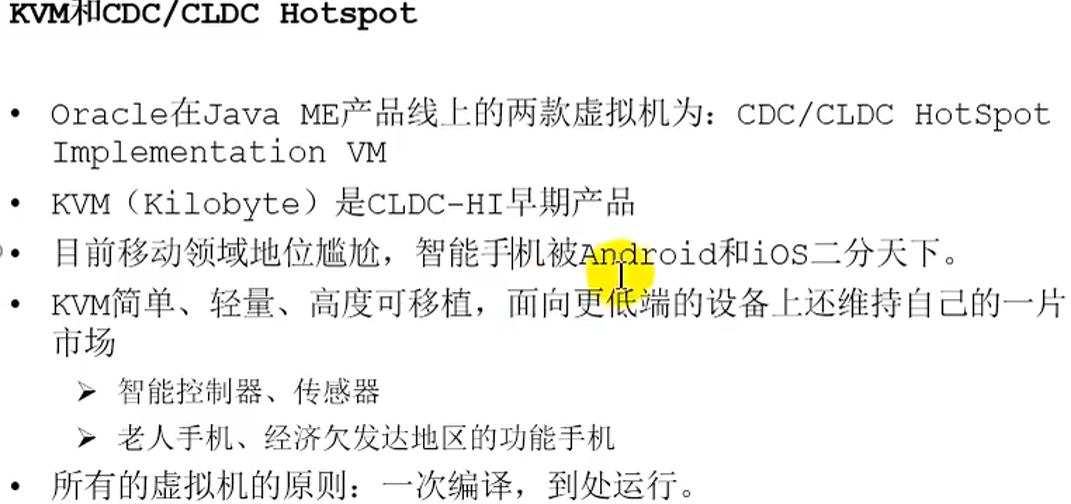 KVM和CDC/CLDC Hotspot
• Oracle在Java ME产品线上的两款虚拟机为：CDC/CLDC HotSpot
Implementation VM
• KVM（Kilobyte）是CLDC-HI早期产品
• 目前移动领域地位尴尬，智能手机被Android和iOS二分天下。
• KVM简单、轻量、高度可移植，面向更低端的设备上还维持自己的一片
市场
➢ 智能控制器、传感器
➢ 老人手机、经济欠发达地区的功能手机
• 所有的虚拟机的原则：一次编译，到处运行。